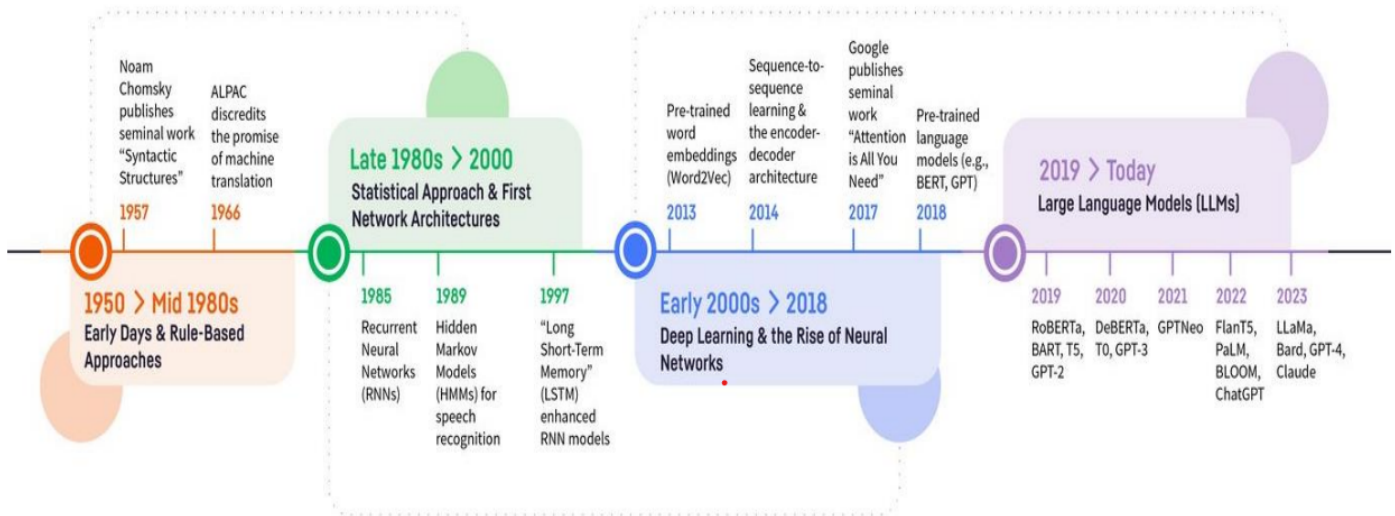 Noam
Chomsky
publishes
seminal work
“Syntactic
Structures”
1957
ALPAC
discredits
the promise
of machine
translation
1966
1950 > Mid 1980s
Early Days & Rule-Based
Approaches
Late 1980s > 2000
Statistical Approach & First
Network Architectures
1985
Recurrent
Neural
Networks
(RNNs)
1989
Hidden
Markov
Models
(HMMs) for
speech
recognition
1997
“Long
Short-Term
Memory”
(LSTM)
enhanced
RNN models
Pre-trained
word
embeddings
(Word2Vec)
2013
Sequence-to-
sequence
learning &
the encoder-
decoder
architecture
2014
Google
publishes
seminal
work
“Attention
is All You
Need”
2017
Pre-trained
language
models (e.g.,
BERT, GPT)
2018
Early 2000s > 2018
Deep Learning & the Rise of Neural
Networks
2019 > Today
Large Language Models (LLMs)
2019
RoBERTa,
BART, T5,
GPT-2
2020
DeBERTa,
T0, GPT-3
2021
GPTNeo
2022
FlanT5,
PaLM,
BLOOM,
ChatGPT
2023
LLaMa,
Bard, GPT-4,
Claude